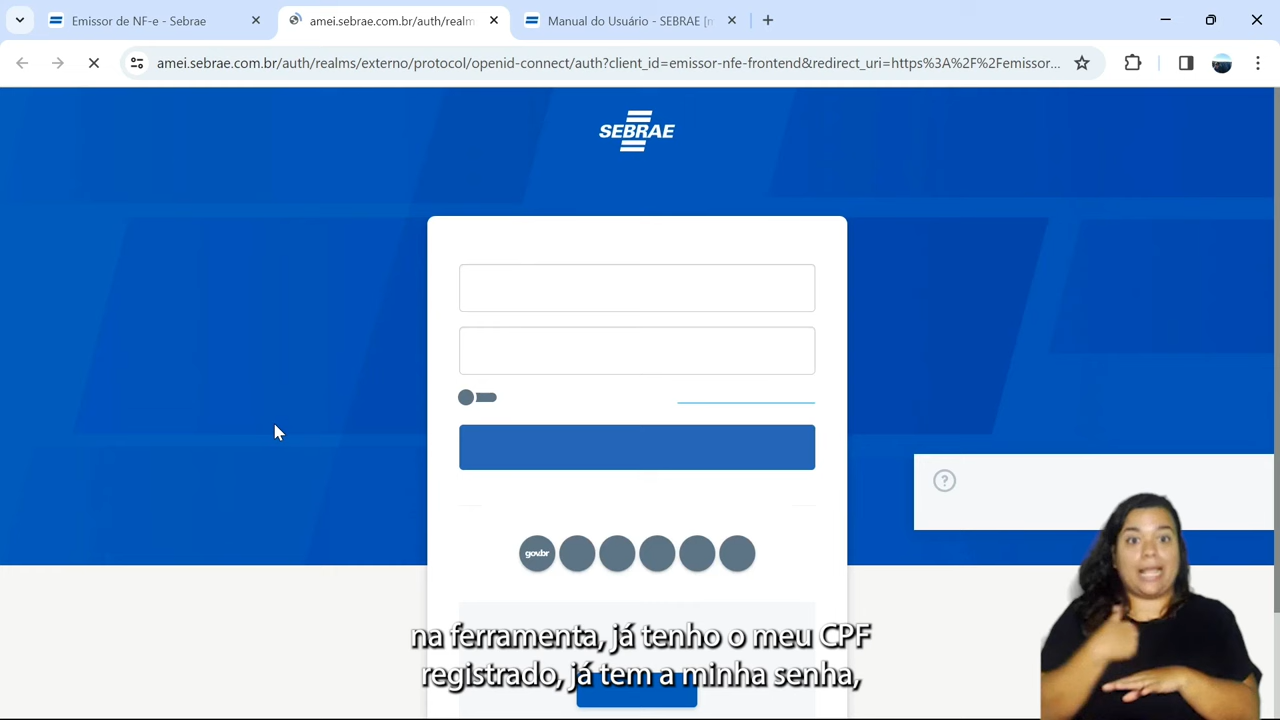 Emissor de NF-e - Sebrae
amei.sebrae.com.br/auth/realm
Manual do Usuário - SEBRAE [m
amei.sebrae.com.br/auth/realms/externo/potocol/openid-connect/auth?client_id=emissor-nfe-frontend&redirect_uri=https%3A%2F%2Femissor...
SEBRAE
?
gov.br
na ferramenta, já tenho o meu CPF
registrado, já tem a minha senha,